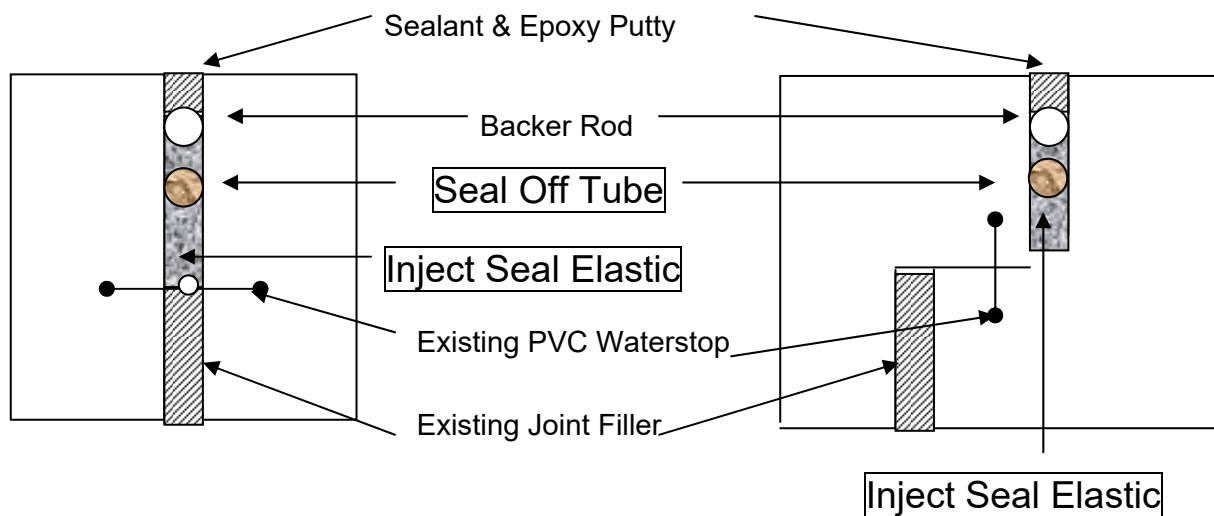 Sealant & Epoxy Putty
Backer Rod
Seal Off Tube
Inject Seal Elastic
Existing PVC Waterstop
Existing Joint Filler
Inject Seal Elastic